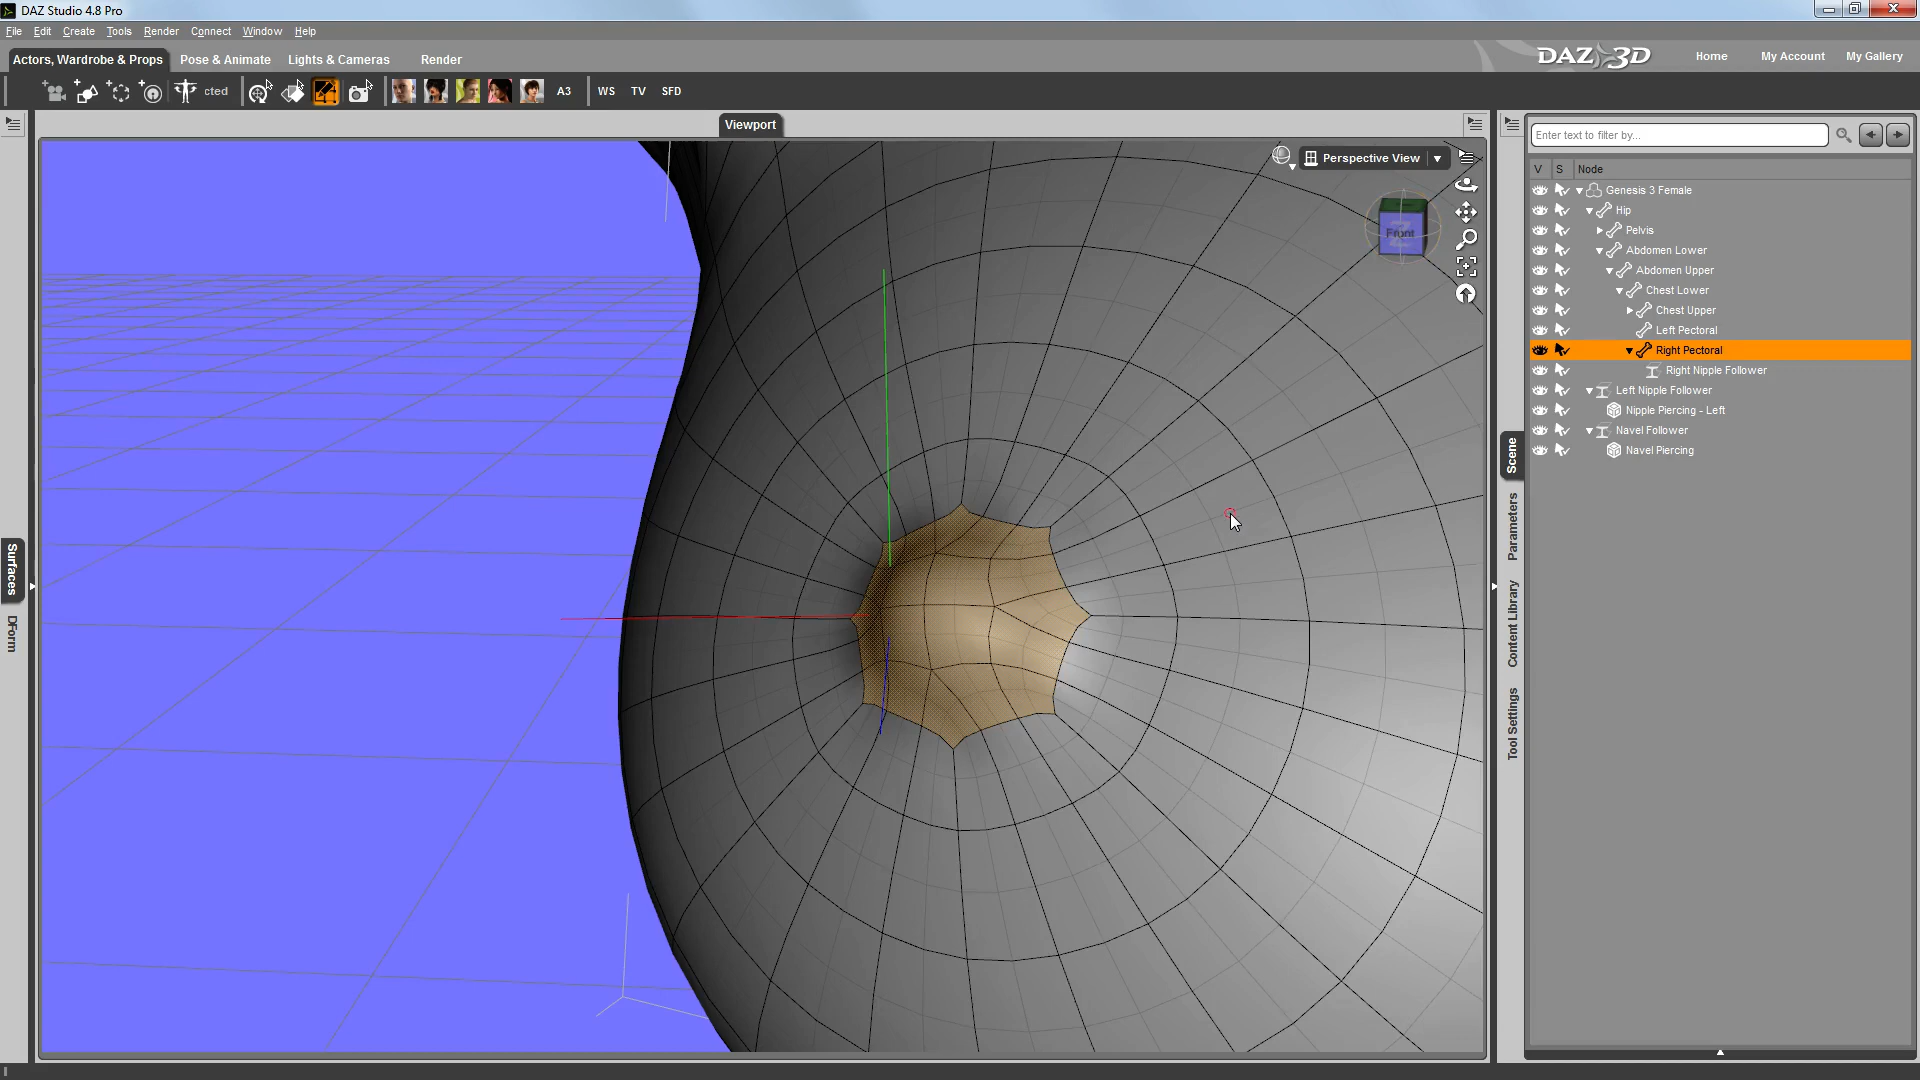 DAZ Studio 4.8 Pro
File Edit Create Tools Render Connect Window Help
Actors, Wardrobe & Props Pose & Animate Lights & Cameras Render
DAZ 3D Home My Account My Gallery
cted A3 WS TV SFD
Viewport
Perspective View
Front
Enter text to filter by...
V S Node
Genesis 3 Female
Hip
Pelvis
Abdomen Lower
Abdomen Upper
Chest Lower
Chest Upper
Left Pectoral
Right Pectoral
Right Nipple Follower
Left Nipple Follower
Nipple Piercing - Left
Navel Follower
Navel Piercing
Surfaces
DForm
Scene
Parameters
Content Library
Tool Settings